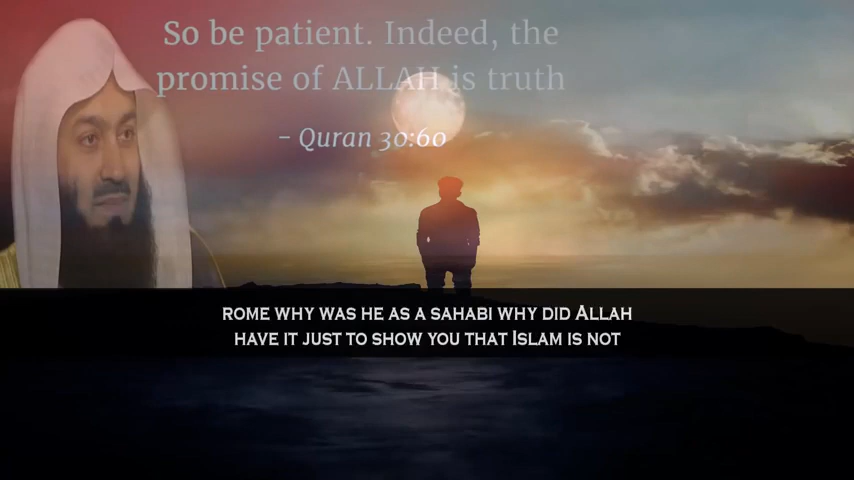 So be patient. Indeed, the
promise of ALLAH is truth
- Quran 30:60
ROME WHY WAS HE AS A SAHABI WHY DID ALLAH
HAVE IT JUST TO SHOW YOU THAT ISLAM IS NOT